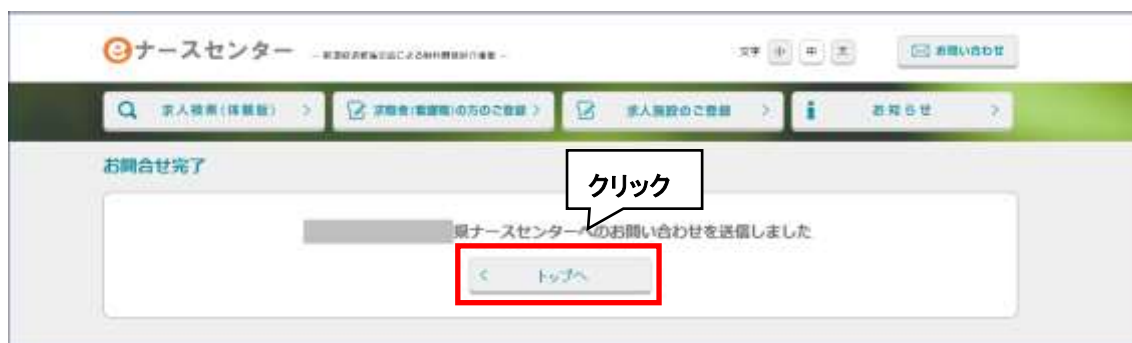 eナースセンター
文字 小 中 大
お問い合わせ
求人検索(体験版)
求職者(看護職)の方のご登録
求人施設のご登録
お知らせ
お問合せ完了
クリック
県ナースセンターへのお問い合わせを送信しました
トップへ